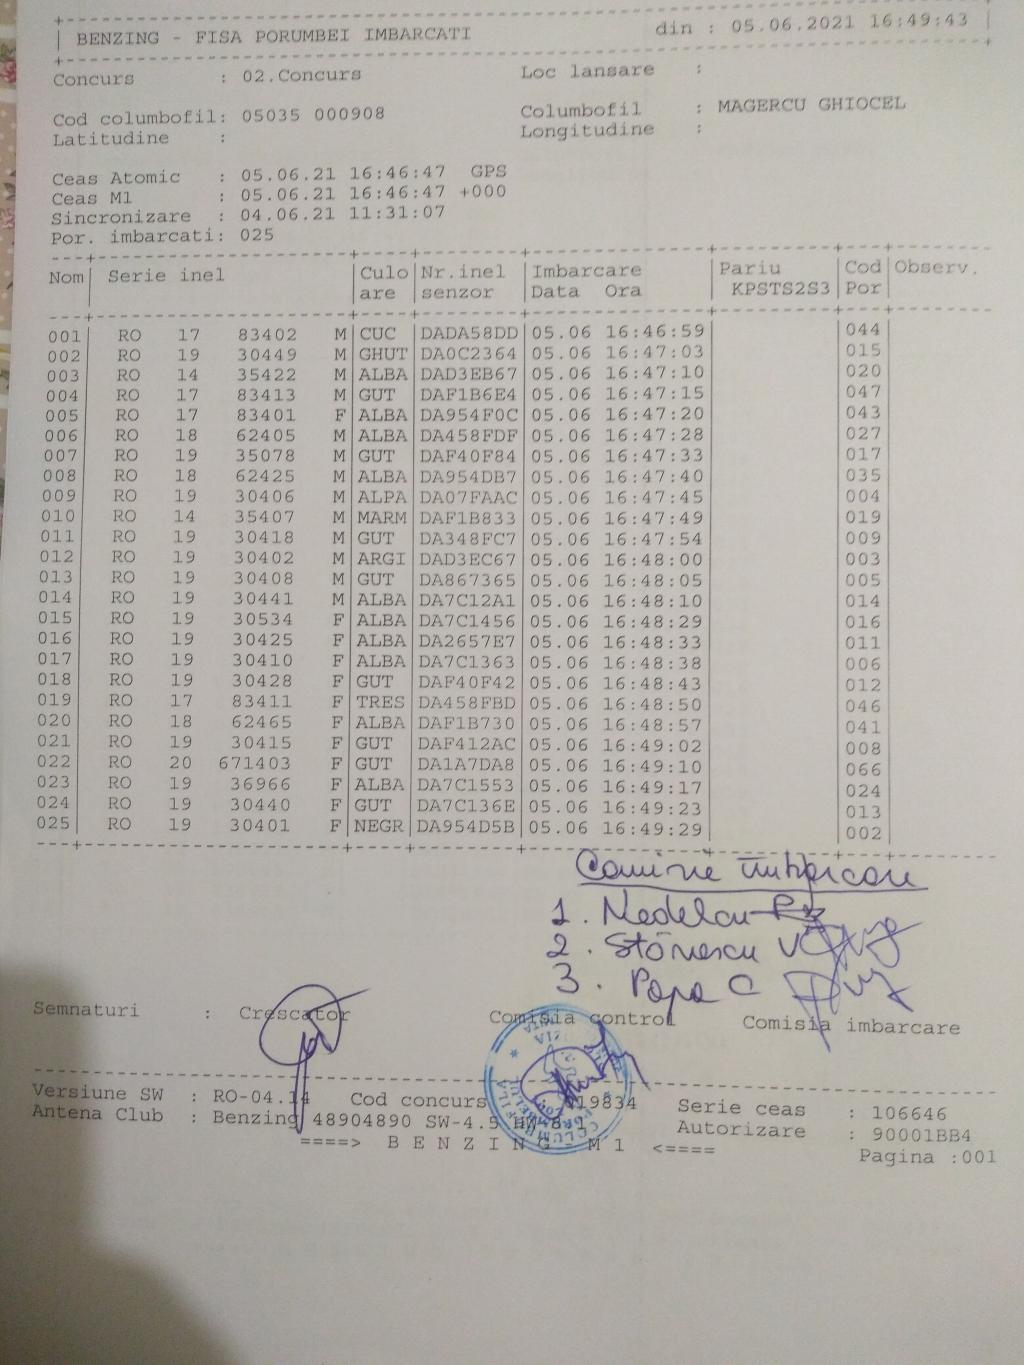 BENZING - FISA PORUMBEI IMBARCATI din : 05.06.2021 16:49:43
Concurs : 02.Concurs Loc lansare :
Cod columbofil: 05035 000908 Columbofil : MAGERCU GHIOCEL
Latitudine : Longitudine :
Ceas Atomic : 05.06.21 16:46:47 GPS
Ceas M1 : 05.06.21 16:46:47 +000
Sincronizare : 04.06.21 11:31:07
Por. imbarcati: 025
Nom| Serie inel |Culo|Nr.inel|Imbarcare |Pariu |Cod|Observ.
|are |senzor |Data Ora | KPSTS2S3|Por|
001| RO 17 83402 M|CUC |DADA58DD|05.06 16:46:59| |044|
002| RO 19 30449 M|GHUT|DA0C2364|05.06 16:47:03| |015|
003| RO 14 35422 M|ALBA|DAD3EB67|05.06 16:47:10| |020|
004| RO 17 83413 M|GUT |DAF1B6E4|05.06 16:47:15| |047|
005| RO 17 83401 F|ALBA|DA954F0C|05.06 16:47:20| |043|
006| RO 18 62405 M|ALBA|DA458FDF|05.06 16:47:28| |027|
007| RO 19 35078 M|GUT |DAF40F84|05.06 16:47:33| |017|
008| RO 18 62425 M|ALBA|DA954DB7|05.06 16:47:40| |035|
009| RO 19 30406 M|ALPA|DA07FAAC|05.06 16:47:45| |004|
010| RO 14 35407 M|MARM|DAF1B833|05.06 16:47:49| |019|
011| RO 19 30418 M|GUT |DA348FC7|05.06 16:47:54| |009|
012| RO 19 30402 M|ARGI|DAD3EC67|05.06 16:48:00| |003|
013| RO 19 30408 M|GUT |DA867365|05.06 16:48:05| |005|
014| RO 19 30441 M|ALBA|DA7C12A1|05.06 16:48:10| |014|
015| RO 19 30534 F|ALBA|DA7C1456|05.06 16:48:29| |016|
016| RO 19 30425 F|ALBA|DA2657E7|05.06 16:48:33| |011|
017| RO 19 30410 F|ALBA|DA7C1363|05.06 16:48:38| |006|
018| RO 19 30428 F|GUT |DAF40F42|05.06 16:48:43| |012|
019| RO 17 83411 F|TRES|DA458FBD|05.06 16:48:50| |046|
020| RO 18 62465 F|ALBA|DAF1B730|05.06 16:48:57| |041|
021| RO 19 30415 F|GUT |DAF412AC|05.06 16:49:02| |008|
022| RO 20 671403 F|GUT |DA1A7DA8|05.06 16:49:10| |066|
023| RO 19 36966 F|ALBA|DA7C1553|05.06 16:49:17| |024|
024| RO 19 30440 F|GUT |DA7C136E|05.06 16:49:23| |013|
025| RO 19 30401 F|NEGR|DA954D5B|05.06 16:49:29| |002|
1. Nedelcu
2. Stănescu V
3. Popa C
Semnaturi : Crescator Comisia control Comisia imbarcare
Versiune SW : RO-04.14 Cod concurs Serie ceas : 106646
Antena Club : Benzing 48904890 SW-4.5 Autorizare : 90001BB4
====> B E N Z I N G M 1 <==== Pagina :001